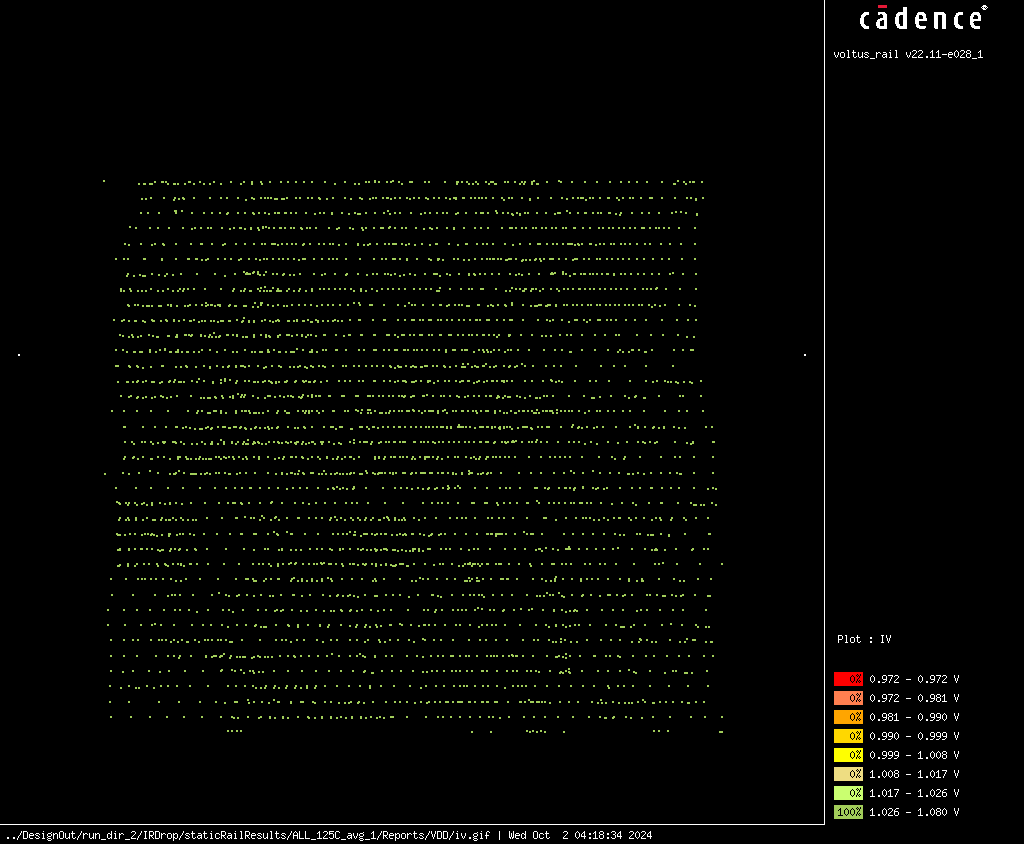 cādence®
voltus_rail v22.11-e028_1
Plot : IV
0% 0.972 - 0.972 V
0% 0.972 - 0.981 V
0% 0.981 - 0.990 V
0% 0.990 - 0.999 V
0% 0.999 - 1.008 V
0% 1.008 - 1.017 V
0% 1.017 - 1.026 V
100% 1.026 - 1.080 V
../DesignOut/run_dir_2/IRDrop/staticRailResults/ALL_125C_avg_1/Reports/VDD/iv.gif | Wed Oct  2 04:18:34 2024